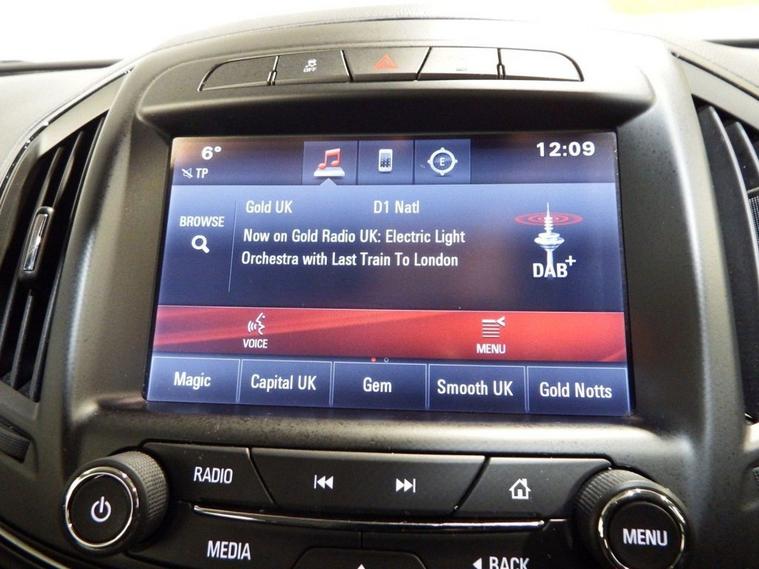 OFF
6° 12:09
TP E
Gold UK D1 Natl
BROWSE
Now on Gold Radio UK: Electric Light
Orchestra with Last Train To London
DAB+
VOICE MENU
Magic Capital UK Gem Smooth UK Gold Notts
RADIO
MENU
MEDIA
BACK